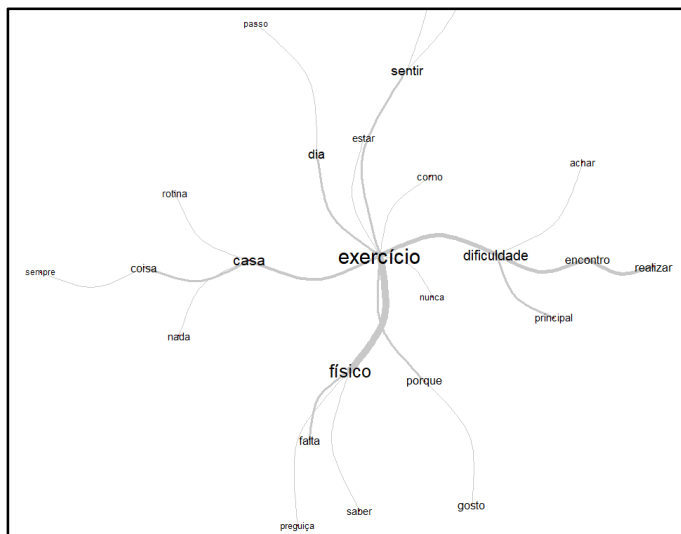 passo
sentir
estar
dia
como
achar
rotina
exercício
dificuldade
encontro
casa
coisa
realizar
sempre
nunca
principal
nada
físico
porque
falta
gosto
saber
preguiça